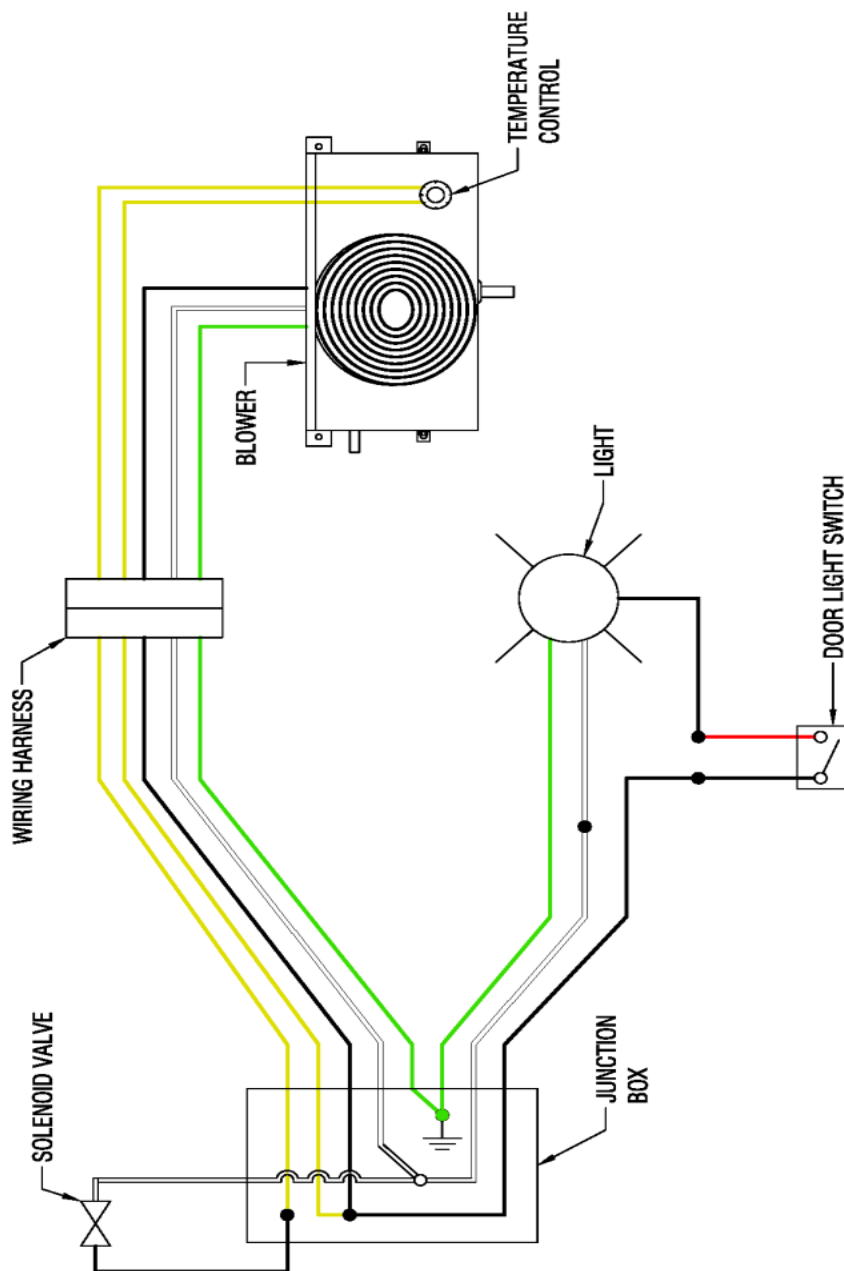 SOLENOID VALVE
WIRING HARNESS
BLOWER
TEMPERATURE
CONTROL
LIGHT
DOOR LIGHT SWITCH
JUNCTION
BOX